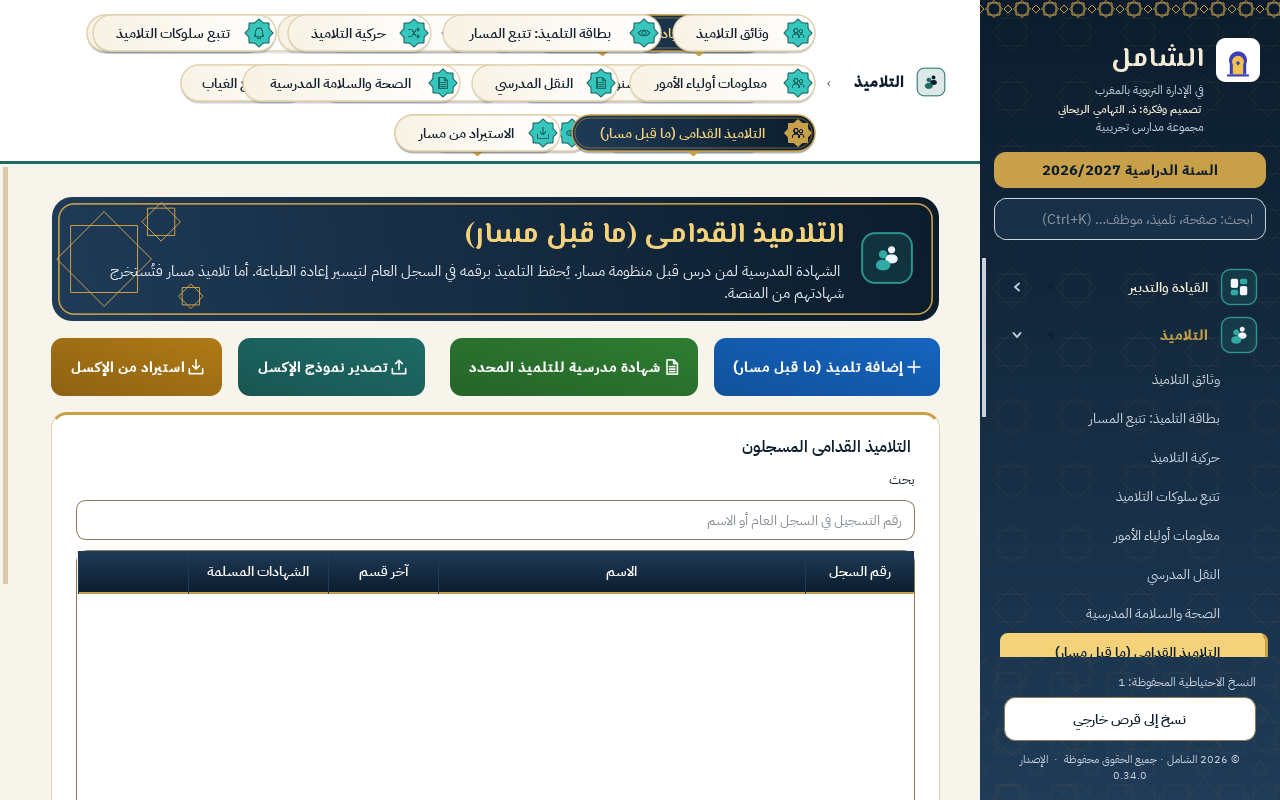 الشامل
في الإدارة التربوية بالمغرب
تصميم وفكرة: ذ. التهامي الريحاني
مجموعة مدارس تجريبية
السنة الدراسية 2026/2027
ابحث: صفحة، تلميذ، موظف... (Ctrl+K)
القيادة والتدبير
التلاميذ 9
وثائق التلاميذ
بطاقة التلميذ: تتبع المسار
حركية التلاميذ
تتبع سلوكات التلاميذ
معلومات أولياء الأمور
النقل المدرسي
الصحة والسلامة المدرسية
التلاميذ القدامى (ما قبل مسار)
النسخ الاحتياطية المحفوظة: 1
نسخ إلى قرص خارجي
© 2026 الشامل · جميع الحقوق محفوظة · الإصدار
0.34.0
وثائق التلاميذ
بطاقة التلميذ: تتبع المسار
حركية التلاميذ
تتبع سلوكات التلاميذ
التلاميذ ›
معلومات أولياء الأمور
النقل المدرسي
الصحة والسلامة المدرسية
الغياب
التلاميذ القدامى (ما قبل مسار)
الاستيراد من مسار
التلاميذ القدامى (ما قبل مسار)
الشهادة المدرسية لمن درس قبل منظومة مسار. يُحفظ التلميذ برقمه في السجل العام لتيسير إعادة الطباعة. أما تلاميذ مسار فتُستخرج
شهادتهم من المنصة.
إضافة تلميذ (ما قبل مسار)
شهادة مدرسية للتلميذ المحدد
تصدير نموذج الإكسل
استيراد من الإكسل
التلاميذ القدامى المسجلون
بحث
رقم التسجيل في السجل العام أو الاسم
رقم السجل الاسم آخر قسم الشهادات المسلمة